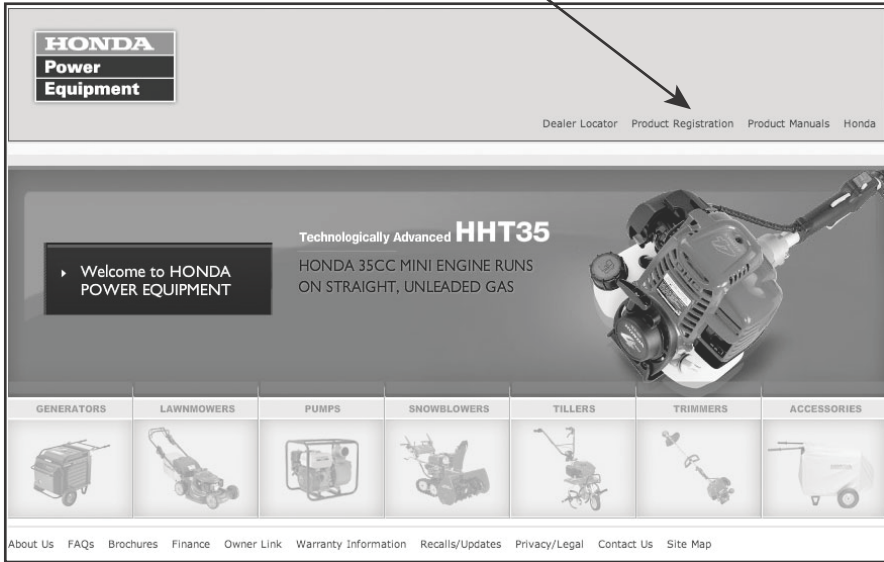 HONDA
Power
Equipment
Dealer Locator Product Registration Product Manuals Honda
Technologically Advanced HHT35
HONDA 35CC MINI ENGINE RUNS
ON STRAIGHT, UNLEADED GAS
Welcome to HONDA
POWER EQUIPMENT
GENERATORS LAWNMOWERS PUMPS SNOWBLOWERS TILLERS TRIMMERS ACCESSORIES
About Us FAQs Brochures Finance Owner Link Warranty Information Recalls/Updates Privacy/Legal Contact Us Site Map